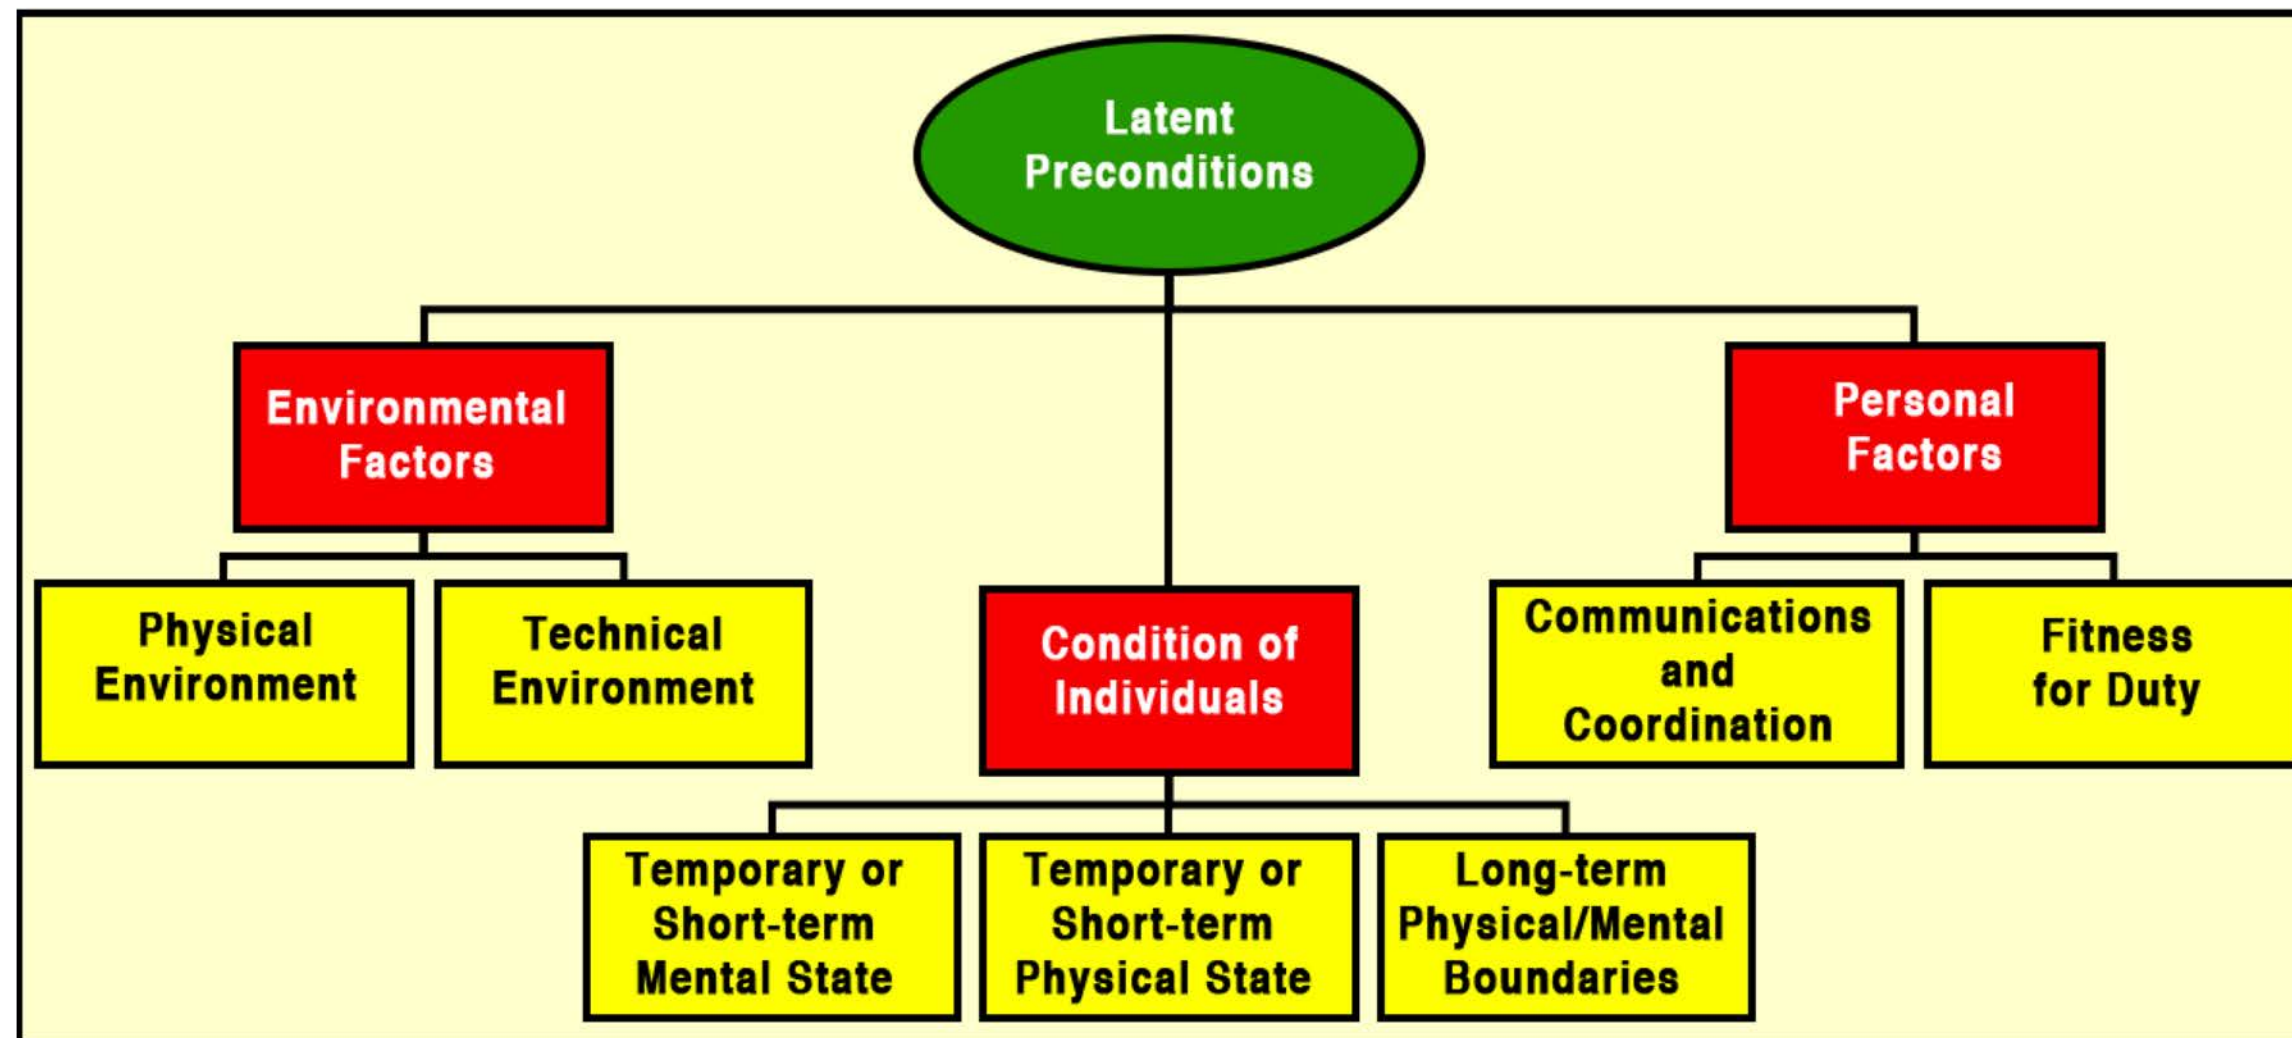 Latent
Preconditions
Environmental
Factors
Personal
Factors
Physical
Environment
Technical
Environment
Condition of
Individuals
Communications
and
Coordination
Fitness
for Duty
Temporary or
Short-term
Mental State
Temporary or
Short-term
Physical State
Long-term
Physical/Mental
Boundaries